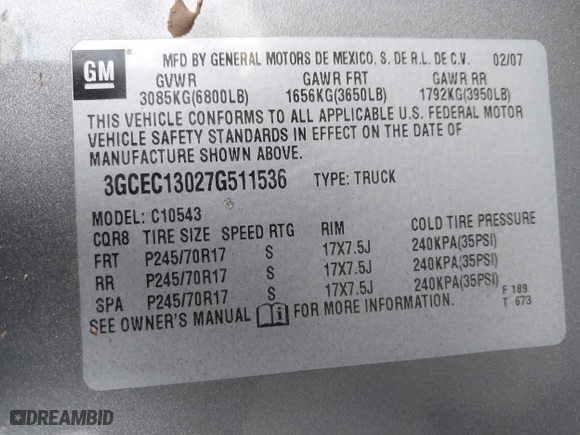 GM
MFD BY GENERAL MOTORS DE MEXICO, S. DE R.L. DE C.V. 02/07
GVWR GAWR FRT GAWR RR
3085KG(6800LB) 1656KG(3650LB) 1792KG(3950LB)
THIS VEHICLE CONFORMS TO ALL APPLICABLE U.S. FEDERAL MOTOR
VEHICLE SAFETY STANDARDS IN EFFECT ON THE DATE OF
MANUFACTURE SHOWN ABOVE.
3GCEC13027G511536 TYPE: TRUCK
MODEL: C10543
CQR8 TIRE SIZE SPEED RTG RIM COLD TIRE PRESSURE
FRT P245/70R17 S 17X7.5J 240KPA(35PSI)
RR P245/70R17 S 17X7.5J 240KPA(35PSI)
SPA P245/70R17 S 17X7.5J 240KPA(35PSI)
F 189
T 673
SEE OWNER'S MANUAL i FOR MORE INFORMATION.
DREAMBID